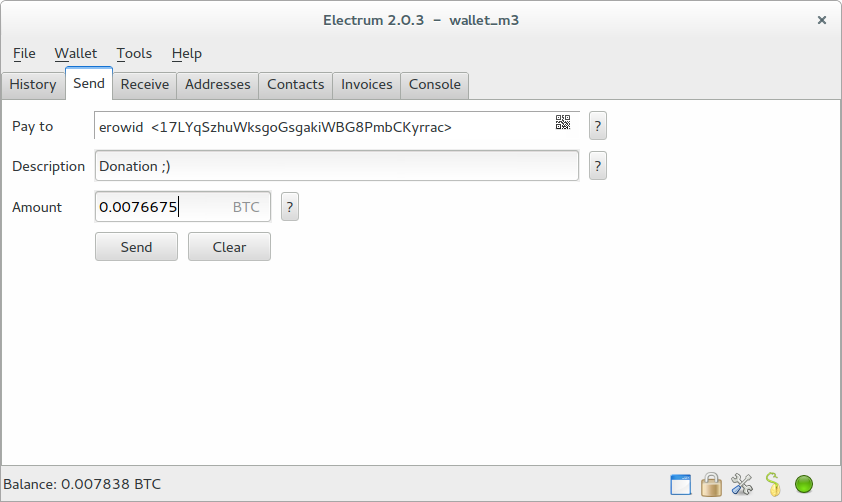 Electrum 2.0.3 – wallet_m3
File Wallet Tools Help
History Send Receive Addresses Contacts Invoices Console
Pay to erowid <17LYqSzhuWksgoGsgakiWBG8PmbCKyrrac> ?
Description Donation ;) ?
Amount 0.0076675 BTC ?
Send Clear
Balance: 0.007838 BTC